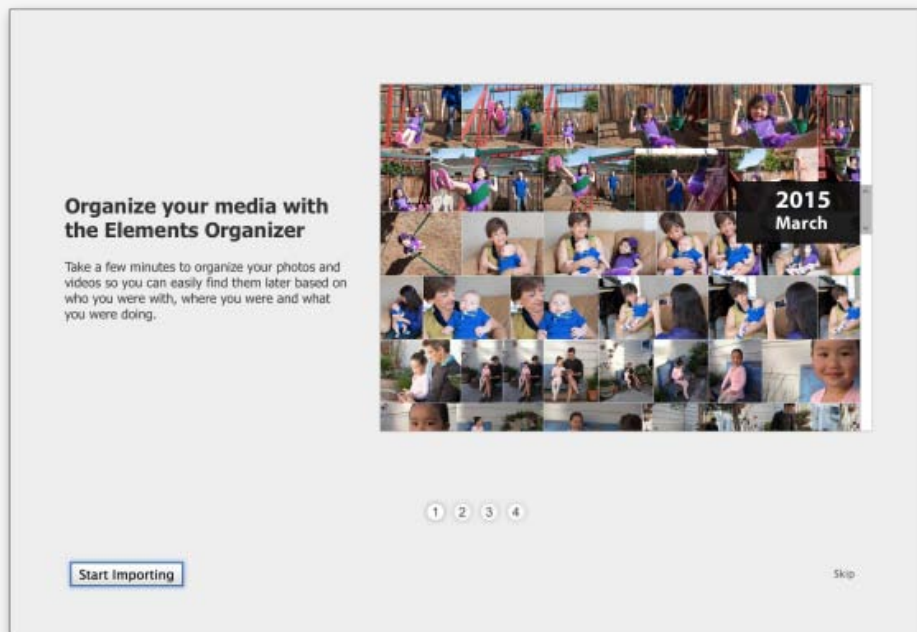 Organize your media with
the Elements Organizer
Take a few minutes to organize your photos and
videos so you can easily find them later based on
who you were with, where you were and what
you were doing.
2015
March
1 2 3 4
Start Importing
Skip